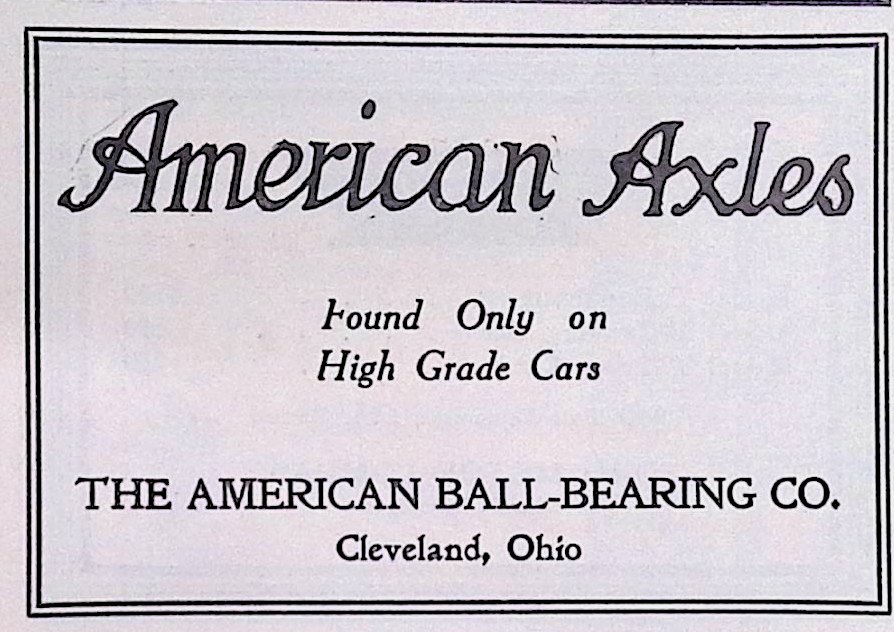 American Axles
Found Only on
High Grade Cars
THE AMERICAN BALL-BEARING CO.
Cleveland, Ohio